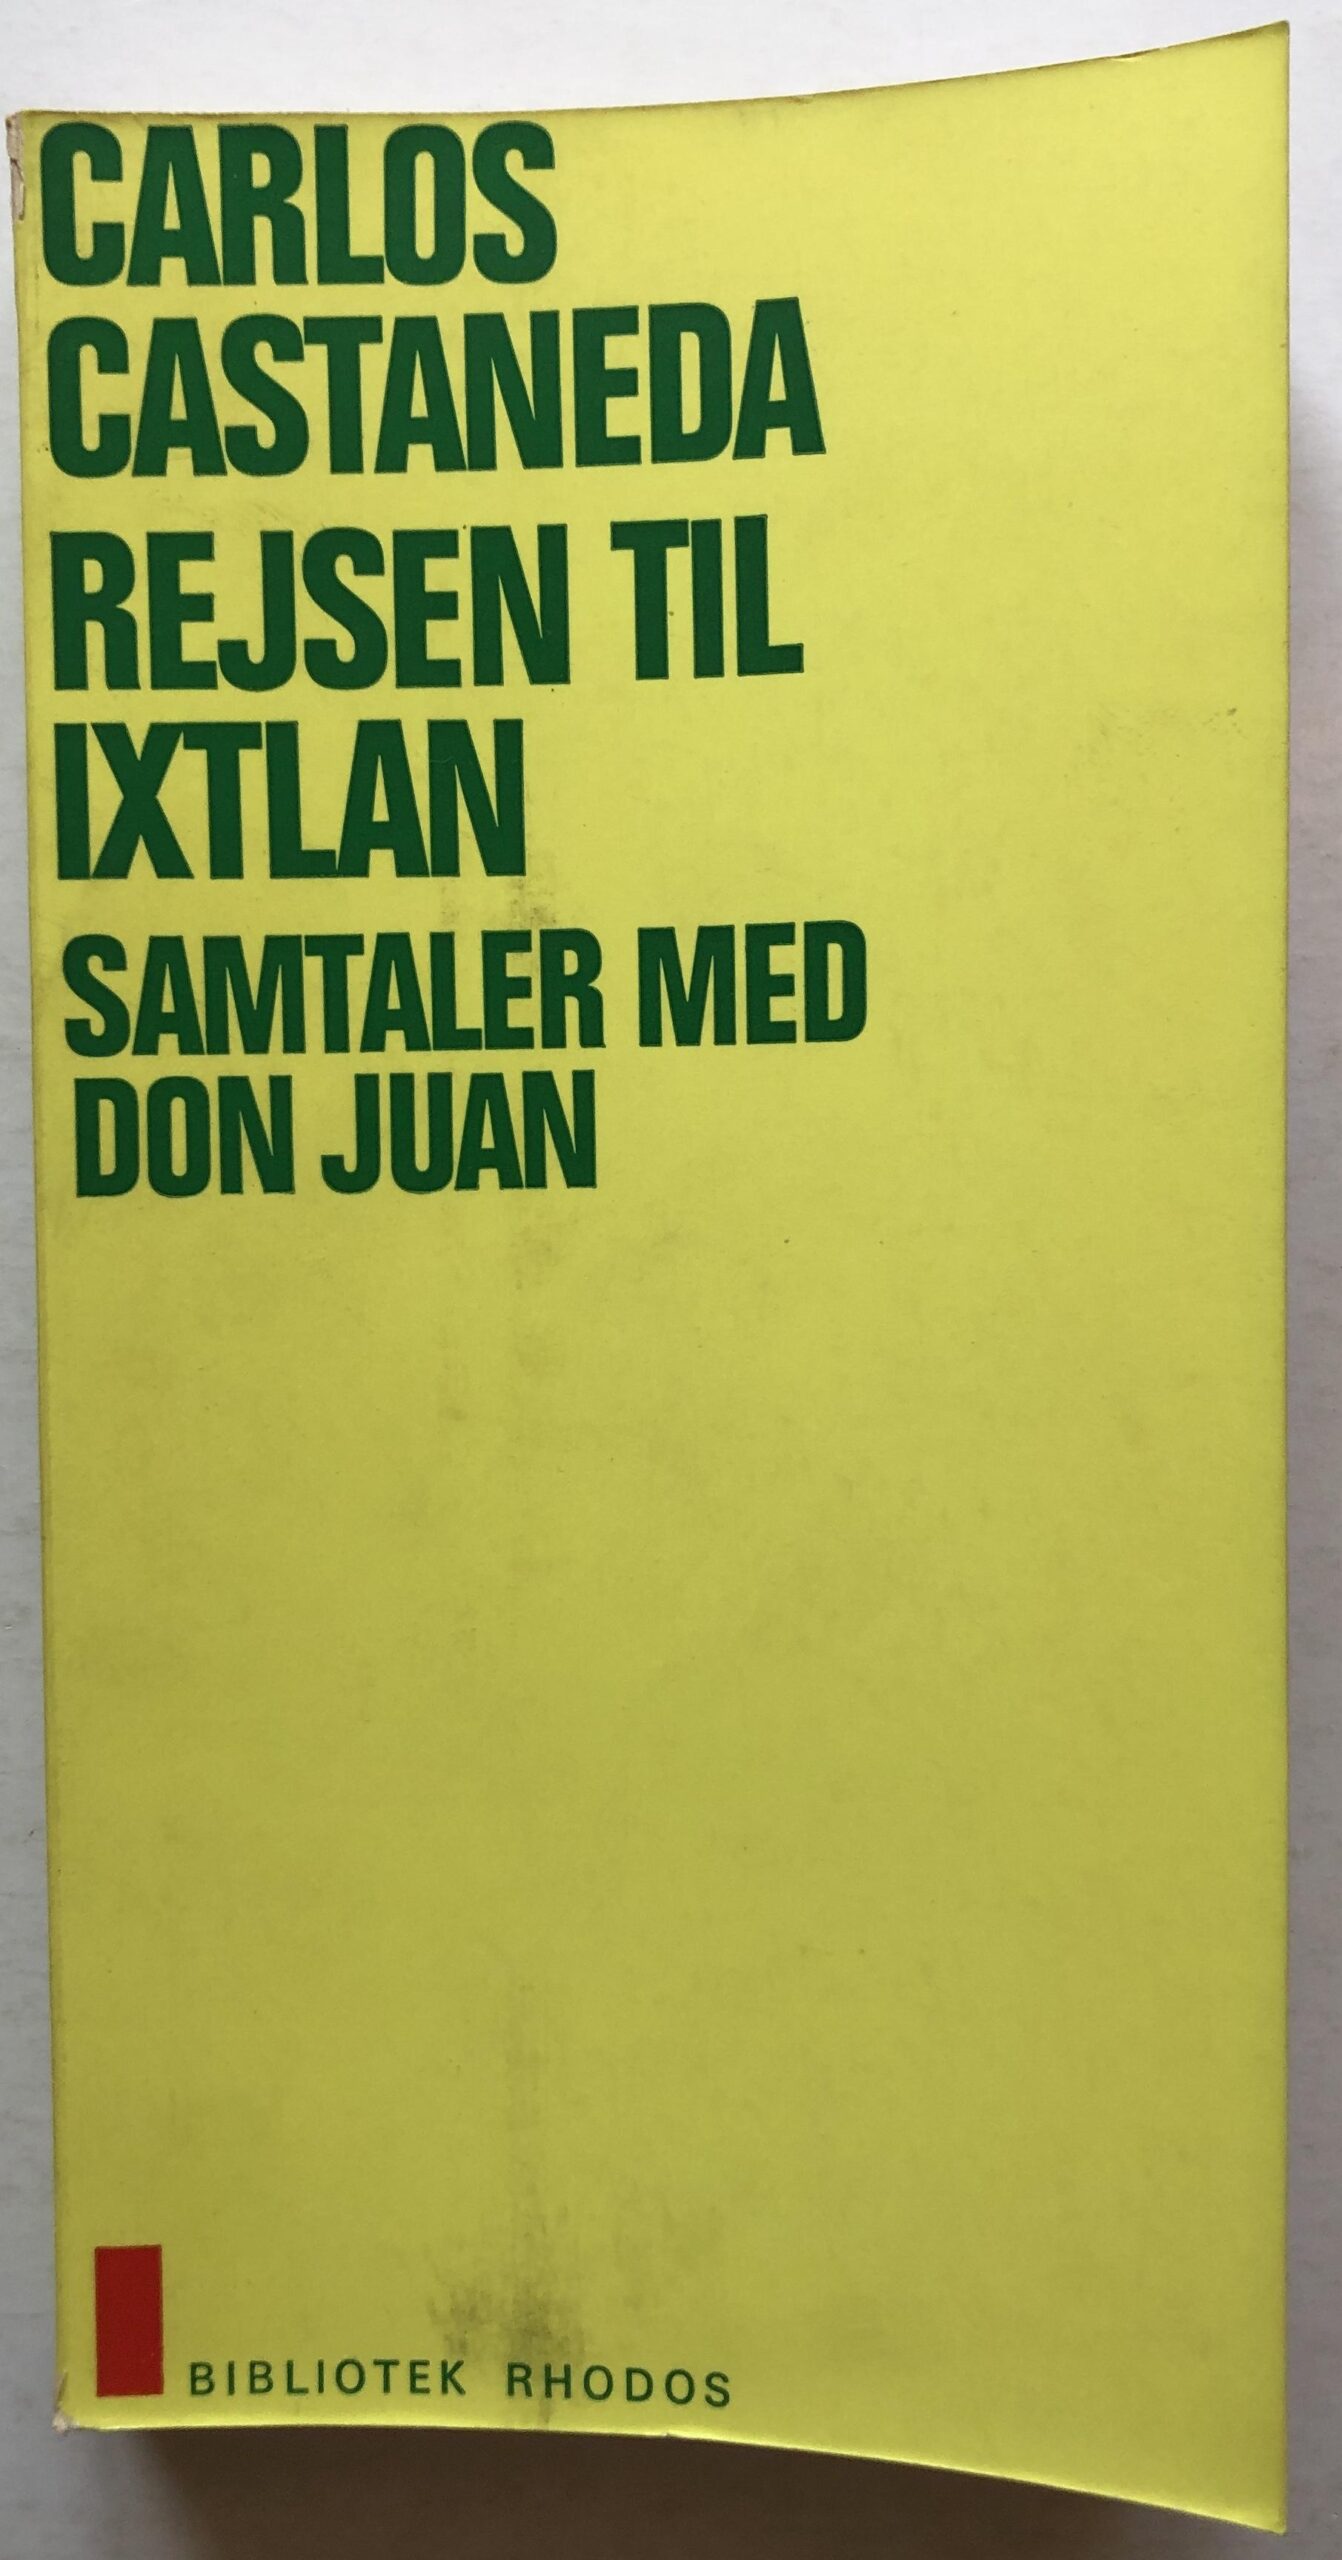 CARLOS
CASTANEDA
REJSEN TIL
IXTLAN
SAMTALER MED
DON JUAN
BIBLIOTEK RHODOS